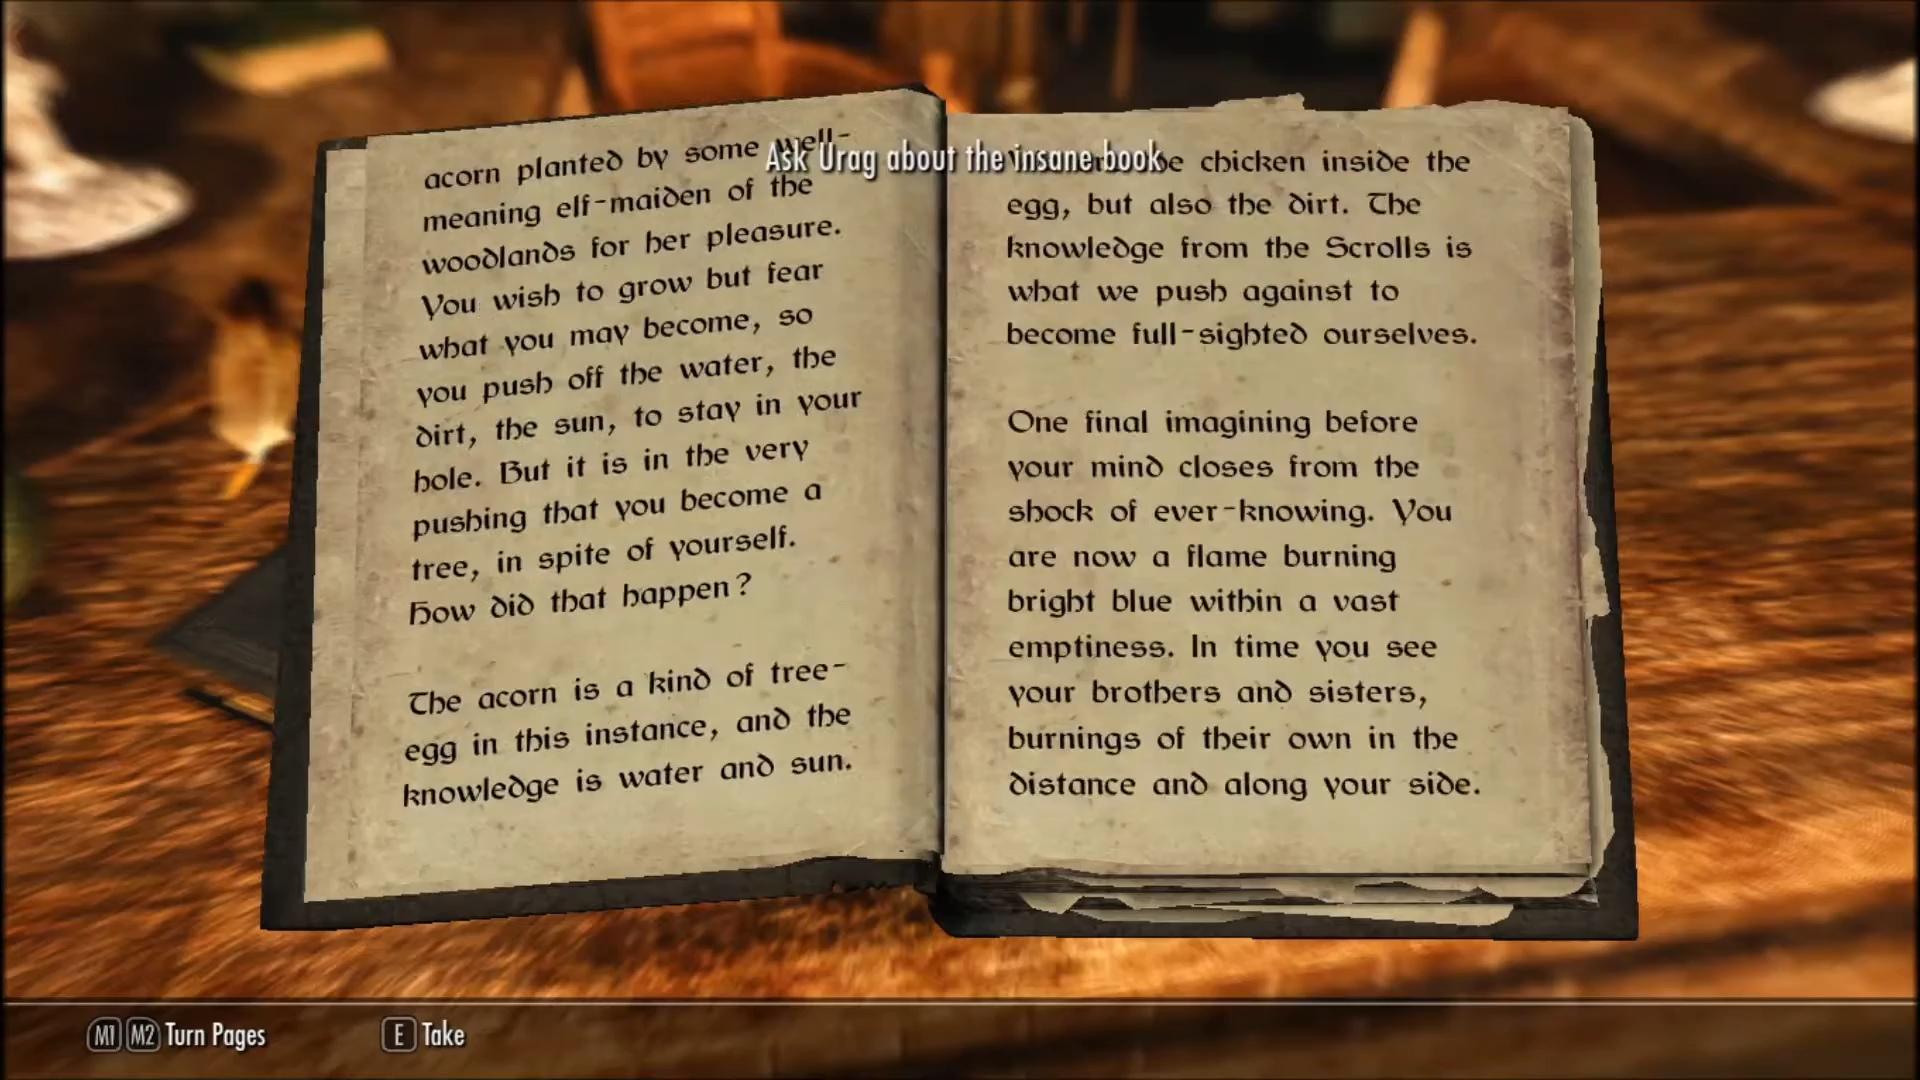 acorn planted by some well-
meaning elf-maiden of the
woodlands for her pleasure.
You wish to grow but fear
what you may become, so
you push off the water, the
dirt, the sun, to stay in your
hole. But it is in the very
pushing that you become a
tree, in spite of yourself.
How did that happen?
The acorn is a kind of tree-
egg in this instance, and the
knowledge is water and sun.
Ask Urag about the insane book
chicken inside the
egg, but also the dirt. The
knowledge from the Scrolls is
what we push against to
become full-sighted ourselves.
One final imagining before
your mind closes from the
shock of ever-knowing. You
are now a flame burning
bright blue within a vast
emptiness. In time you see
your brothers and sisters,
burnings of their own in the
distance and along your side.
M1 M2 Turn Pages
E Take